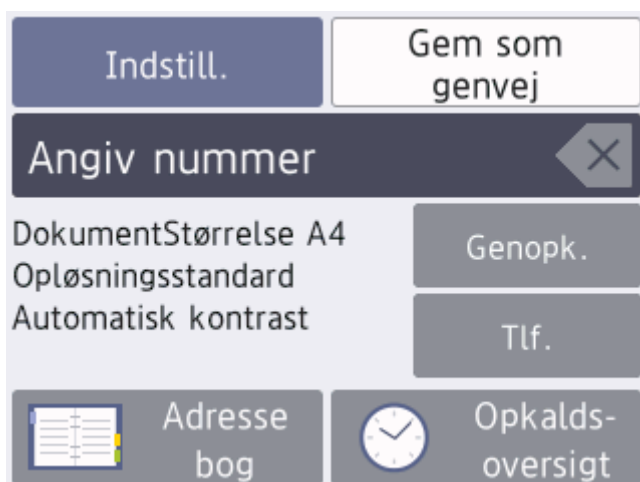 Indstill.
Gem som
genvej
Angiv nummer
DokumentStørrelse A4
Opløsningsstandard
Automatisk kontrast
Genopk.
Tlf.
Adresse
bog
Opkalds-
oversigt